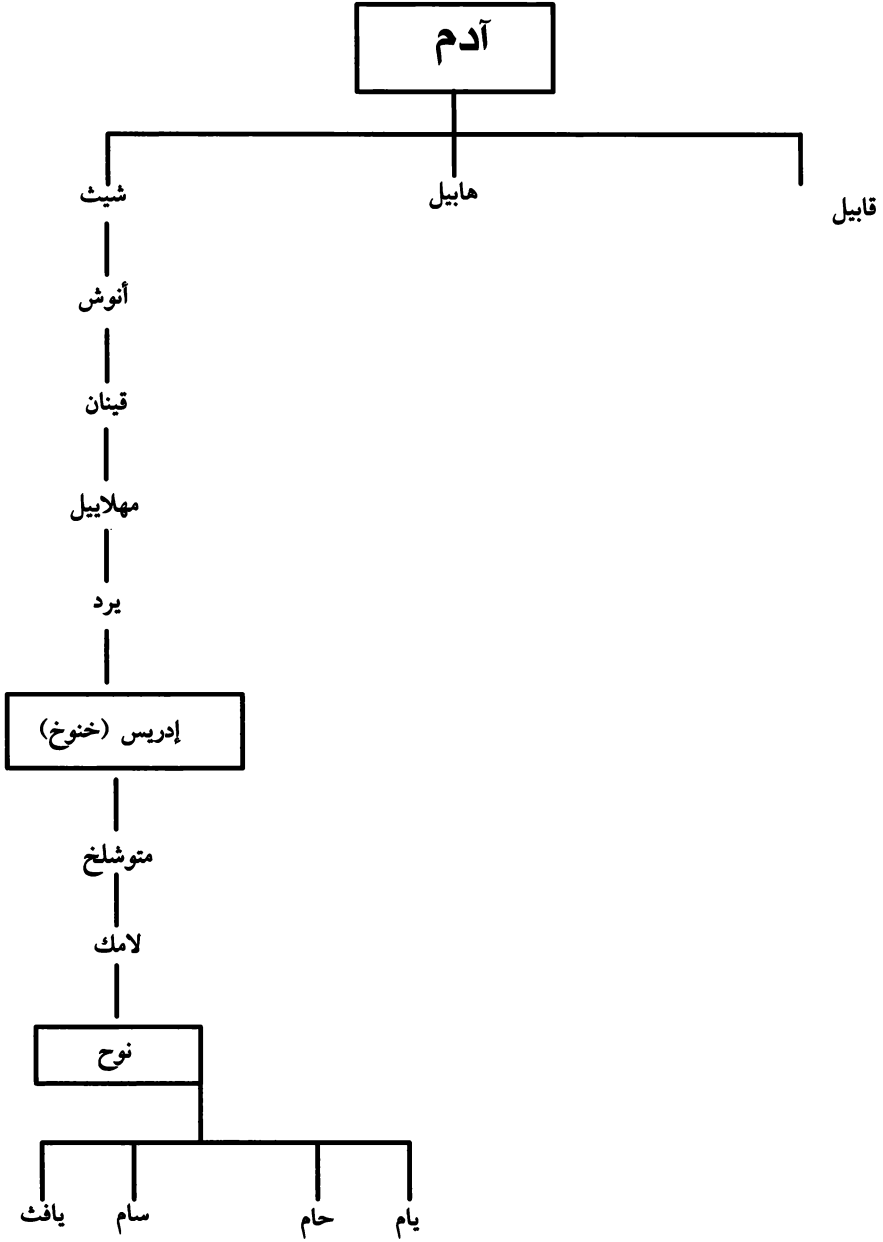 آدم
قابيل
هابيل
شيث
أنوش
قينان
مهلاييل
يرد
إدريس (خنوخ)
متوشلخ
لامك
نوح
يام
حام
سام
يافث